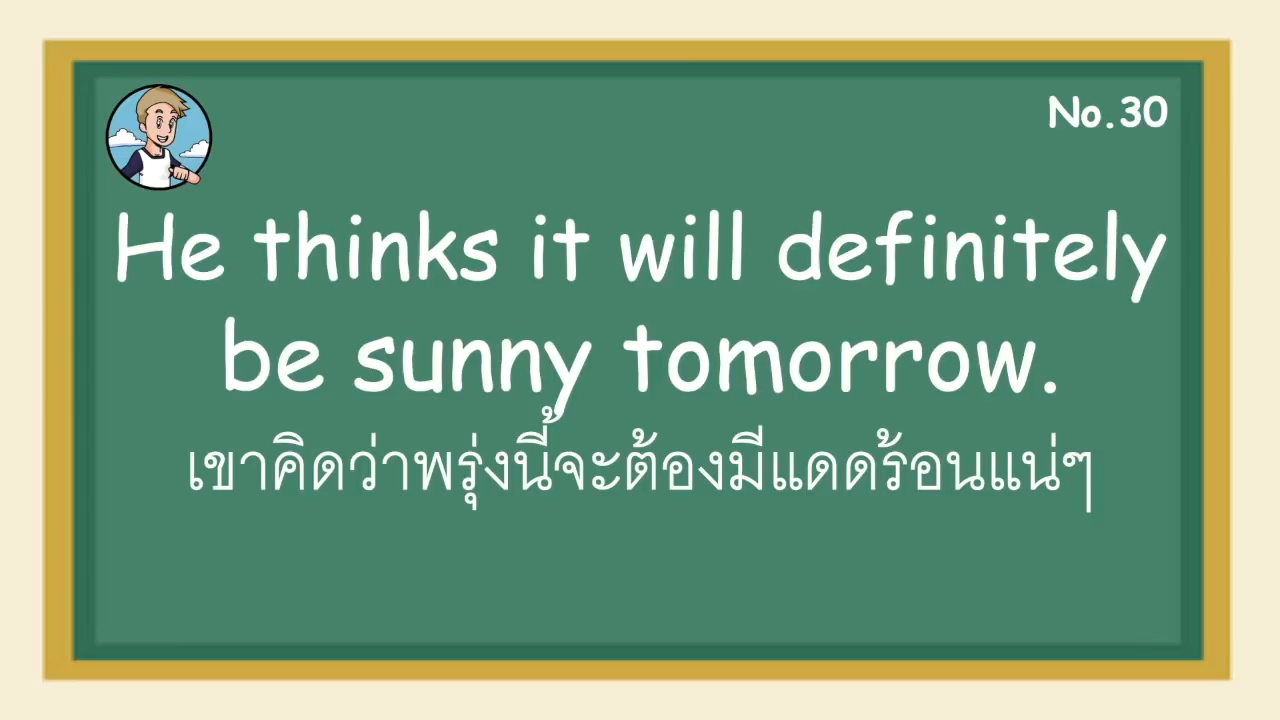 No.30
He thinks it will definitely
be sunny tomorrow.
เขาคิดว่าพรุ่งนี้จะต้องมีแดดร้อนแน่ๆ